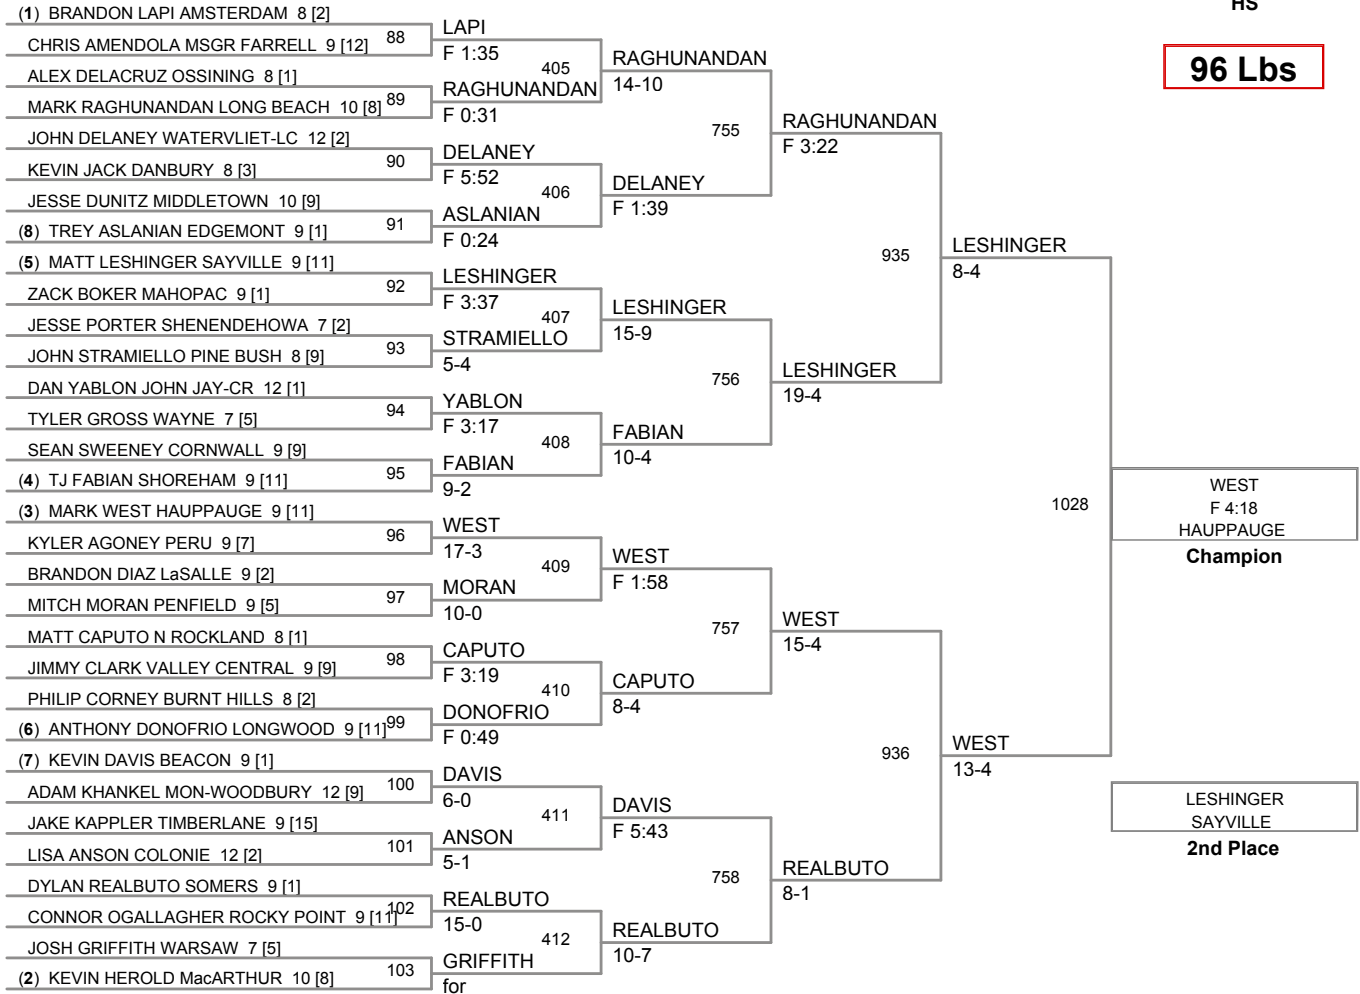 HS
96 Lbs
(1) BRANDON LAPI AMSTERDAM 8 [2]
CHRIS AMENDOLA MSGR FARRELL 9 [12]
ALEX DELACRUZ OSSINING 8 [1]
MARK RAGHUNANDAN LONG BEACH 10 [8]
JOHN DELANEY WATERVLIET-LC 12 [2]
KEVIN JACK DANBURY 8 [3]
JESSE DUNITZ MIDDLETOWN 10 [9]
(8) TREY ASLANIAN EDGEMONT 9 [1]
(5) MATT LESHINGER SAYVILLE 9 [11]
ZACK BOKER MAHOPAC 9 [1]
JESSE PORTER SHENENDEHOWA 7 [2]
JOHN STRAMIELLO PINE BUSH 8 [9]
DAN YABLON JOHN JAY-CR 12 [1]
TYLER GROSS WAYNE 7 [5]
SEAN SWEENEY CORNWALL 9 [9]
(4) TJ FABIAN SHOREHAM 9 [11]
(3) MARK WEST HAUPPAUGE 9 [11]
KYLER AGONEY PERU 9 [7]
BRANDON DIAZ LaSALLE 9 [2]
MITCH MORAN PENFIELD 9 [5]
MATT CAPUTO N ROCKLAND 8 [1]
JIMMY CLARK VALLEY CENTRAL 9 [9]
PHILIP CORNEY BURNT HILLS 8 [2]
(6) ANTHONY DONOFRIO LONGWOOD 9 [11]
(7) KEVIN DAVIS BEACON 9 [1]
ADAM KHANKEL MON-WOODBURY 12 [9]
JAKE KAPPLER TIMBERLANE 9 [15]
LISA ANSON COLONIE 12 [2]
DYLAN REALBUTO SOMERS 9 [1]
CONNOR OGALLAGHER ROCKY POINT 9 [11]
JOSH GRIFFITH WARSAW 7 [5]
(2) KEVIN HEROLD MacARTHUR 10 [8]
88
89
90
91
92
93
94
95
96
97
98
99
100
101
102
103
LAPI
F 1:35
RAGHUNANDAN
F 0:31
DELANEY
F 5:52
ASLANIAN
F 0:24
LESHINGER
F 3:37
STRAMIELLO
5-4
YABLON
F 3:17
FABIAN
9-2
WEST
17-3
MORAN
10-0
CAPUTO
F 3:19
DONOFRIO
F 0:49
DAVIS
6-0
ANSON
5-1
REALBUTO
15-0
GRIFFITH
for
405
406
407
408
409
410
411
412
RAGHUNANDAN
14-10
DELANEY
F 1:39
LESHINGER
15-9
FABIAN
10-4
WEST
F 1:58
CAPUTO
8-4
DAVIS
F 5:43
REALBUTO
10-7
755
756
757
758
RAGHUNANDAN
F 3:22
LESHINGER
19-4
WEST
15-4
REALBUTO
8-1
935
936
LESHINGER
8-4
WEST
13-4
1028
WEST
F 4:18
HAUPPAUGE
Champion
LESHINGER
SAYVILLE
2nd Place